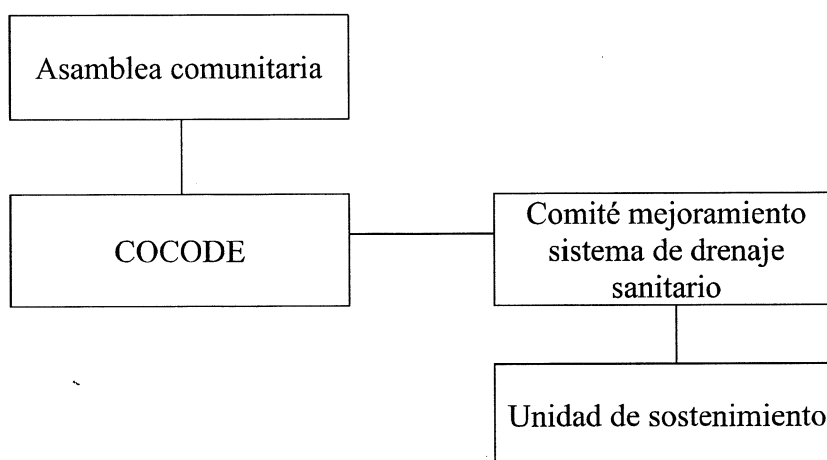 Asamblea comunitaria
COCODE
Comité mejoramiento
sistema de drenaje
sanitario
Unidad de sostenimiento